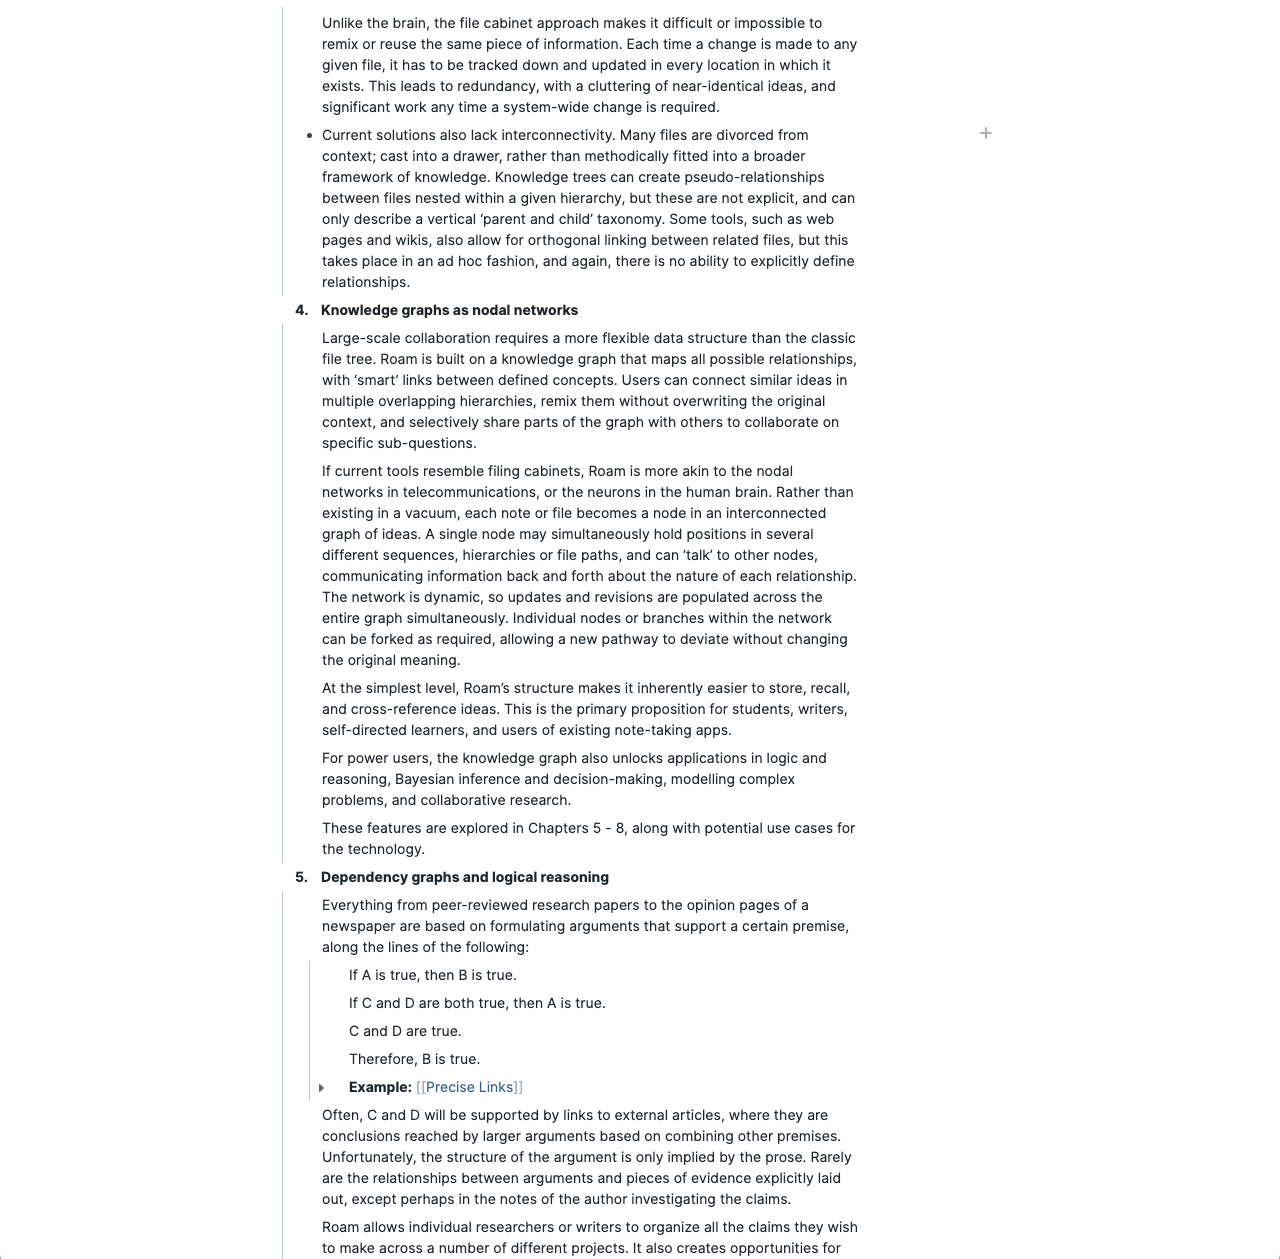 Unlike the brain, the file cabinet approach makes it difficult or impossible to
remix or reuse the same piece of information. Each time a change is made to any
given file, it has to be tracked down and updated in every location in which it
exists. This leads to redundancy, with a cluttering of near-identical ideas, and
significant work any time a system-wide change is required.
• Current solutions also lack interconnectivity. Many files are divorced from
context; cast into a drawer, rather than methodically fitted into a broader
framework of knowledge. Knowledge trees can create pseudo-relationships
between files nested within a given hierarchy, but these are not explicit, and can
only describe a vertical ‘parent and child’ taxonomy. Some tools, such as web
pages and wikis, also allow for orthogonal linking between related files, but this
takes place in an ad hoc fashion, and again, there is no ability to explicitly define
relationships.
4. Knowledge graphs as nodal networks
Large-scale collaboration requires a more flexible data structure than the classic
file tree. Roam is built on a knowledge graph that maps all possible relationships,
with ‘smart’ links between defined concepts. Users can connect similar ideas in
multiple overlapping hierarchies, remix them without overwriting the original
context, and selectively share parts of the graph with others to collaborate on
specific sub-questions.
If current tools resemble filing cabinets, Roam is more akin to the nodal
networks in telecommunications, or the neurons in the human brain. Rather than
existing in a vacuum, each note or file becomes a node in an interconnected
graph of ideas. A single node may simultaneously hold positions in several
different sequences, hierarchies or file paths, and can ‘talk’ to other nodes,
communicating information back and forth about the nature of each relationship.
The network is dynamic, so updates and revisions are populated across the
entire graph simultaneously. Individual nodes or branches within the network
can be forked as required, allowing a new pathway to deviate without changing
the original meaning.
At the simplest level, Roam’s structure makes it inherently easier to store, recall,
and cross-reference ideas. This is the primary proposition for students, writers,
self-directed learners, and users of existing note-taking apps.
For power users, the knowledge graph also unlocks applications in logic and
reasoning, Bayesian inference and decision-making, modelling complex
problems, and collaborative research.
These features are explored in Chapters 5 - 8, along with potential use cases for
the technology.
5. Dependency graphs and logical reasoning
Everything from peer-reviewed research papers to the opinion pages of a
newspaper are based on formulating arguments that support a certain premise,
along the lines of the following:
If A is true, then B is true.
If C and D are both true, then A is true.
C and D are true.
Therefore, B is true.
Example: [[Precise Links]]
Often, C and D will be supported by links to external articles, where they are
conclusions reached by larger arguments based on combining other premises.
Unfortunately, the structure of the argument is only implied by the prose. Rarely
are the relationships between arguments and pieces of evidence explicitly laid
out, except perhaps in the notes of the author investigating the claims.
Roam allows individual researchers or writers to organize all the claims they wish
to make across a number of different projects. It also creates opportunities for